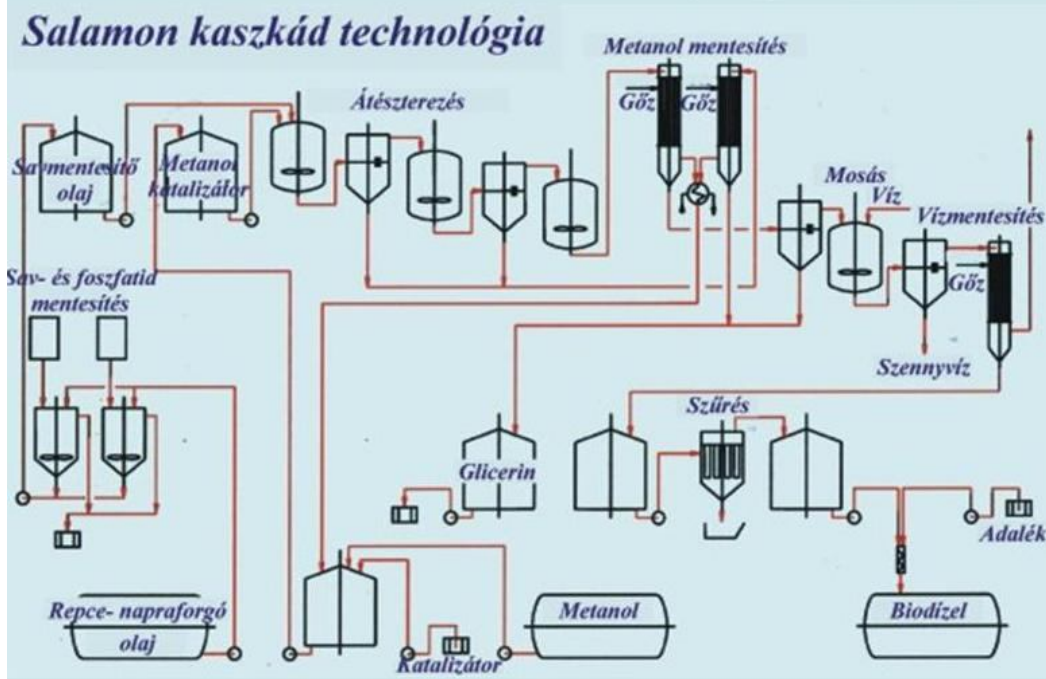 Salamon kaszkád technológia
Metanol mentesítés
Átészterezés
Gőz
Gőz
Savmentesítő
olaj
Metanol
katalizátor
Mosás
Víz
Vízmentesítés
Gőz
Sav- és foszfatid
mentesítés
Szennyvíz
Szűrés
Glicerin
Adalék
Repce- napraforgó
olaj
Metanol
Biodízel
Katalizátor